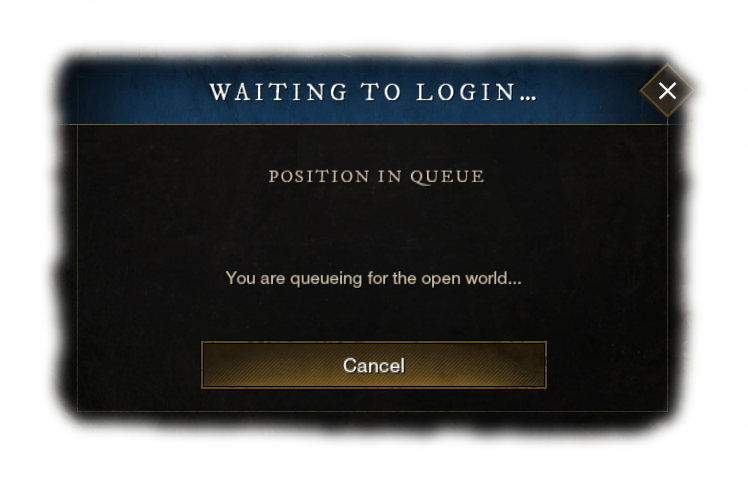 WAITING TO LOGIN...
POSITION IN QUEUE
You are queueing for the open world...
Cancel